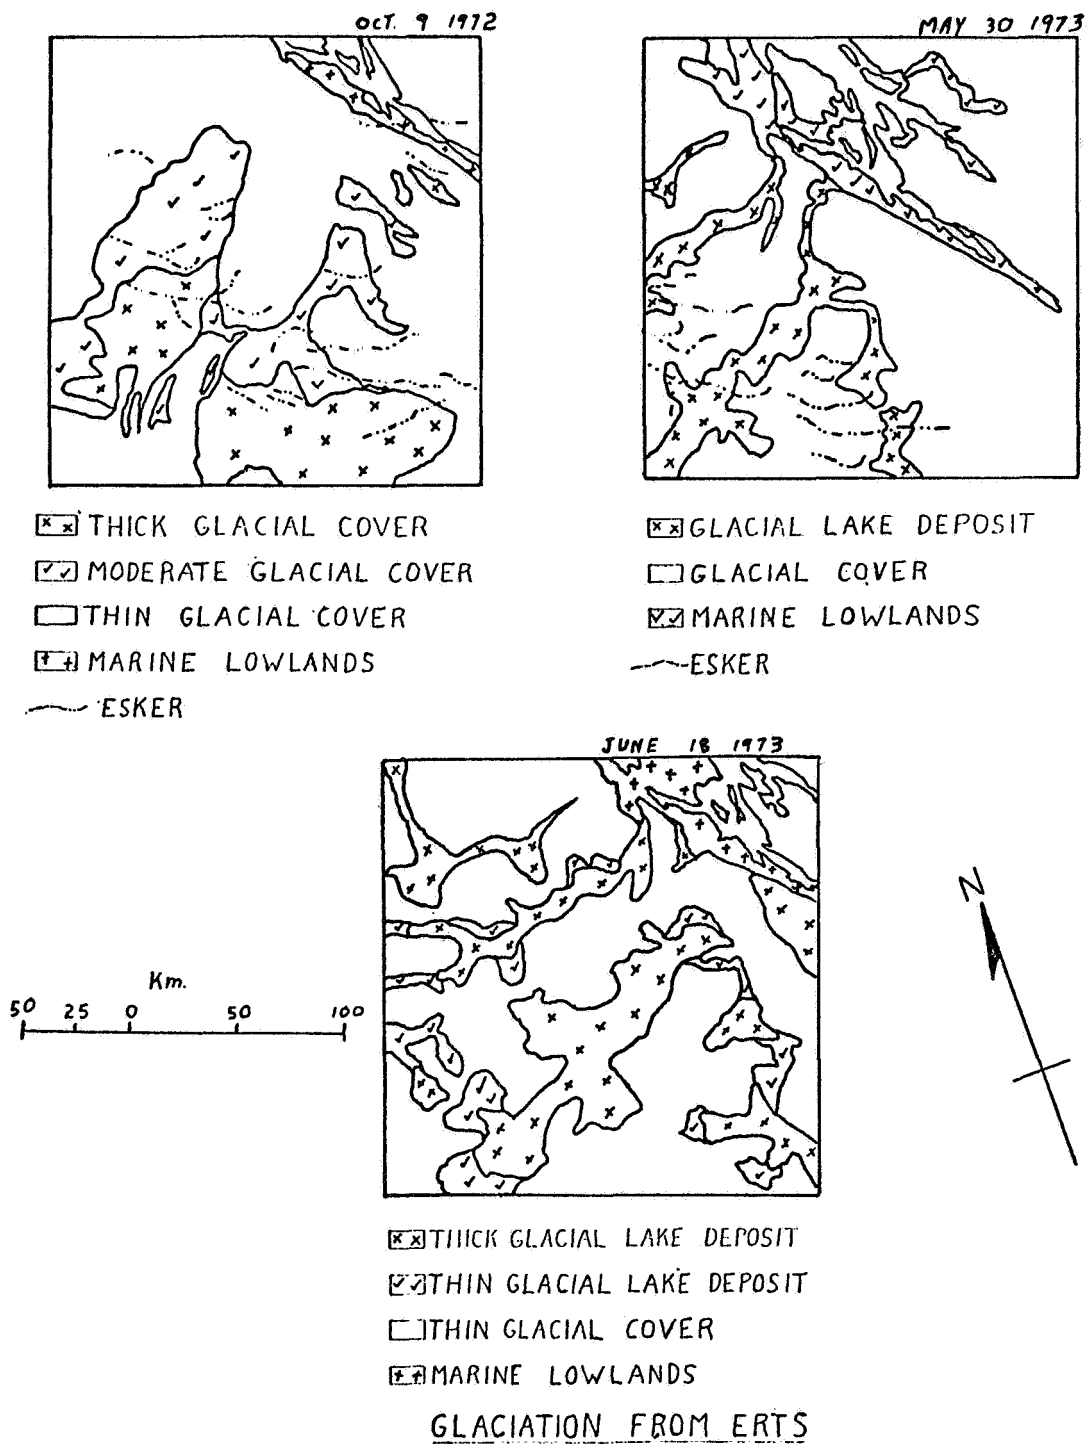 OCT. 9 1972
MAY 30 1973
THICK GLACIAL COVER
MODERATE GLACIAL COVER
THIN GLACIAL COVER
MARINE LOWLANDS
ESKER
GLACIAL LAKE DEPOSIT
GLACIAL COVER
MARINE LOWLANDS
ESKER
JUNE 18 1973
N
Km.
50 25 0 50 100
THICK GLACIAL LAKE DEPOSIT
THIN GLACIAL LAKE DEPOSIT
THIN GLACIAL COVER
MARINE LOWLANDS
GLACIATION FROM ERTS